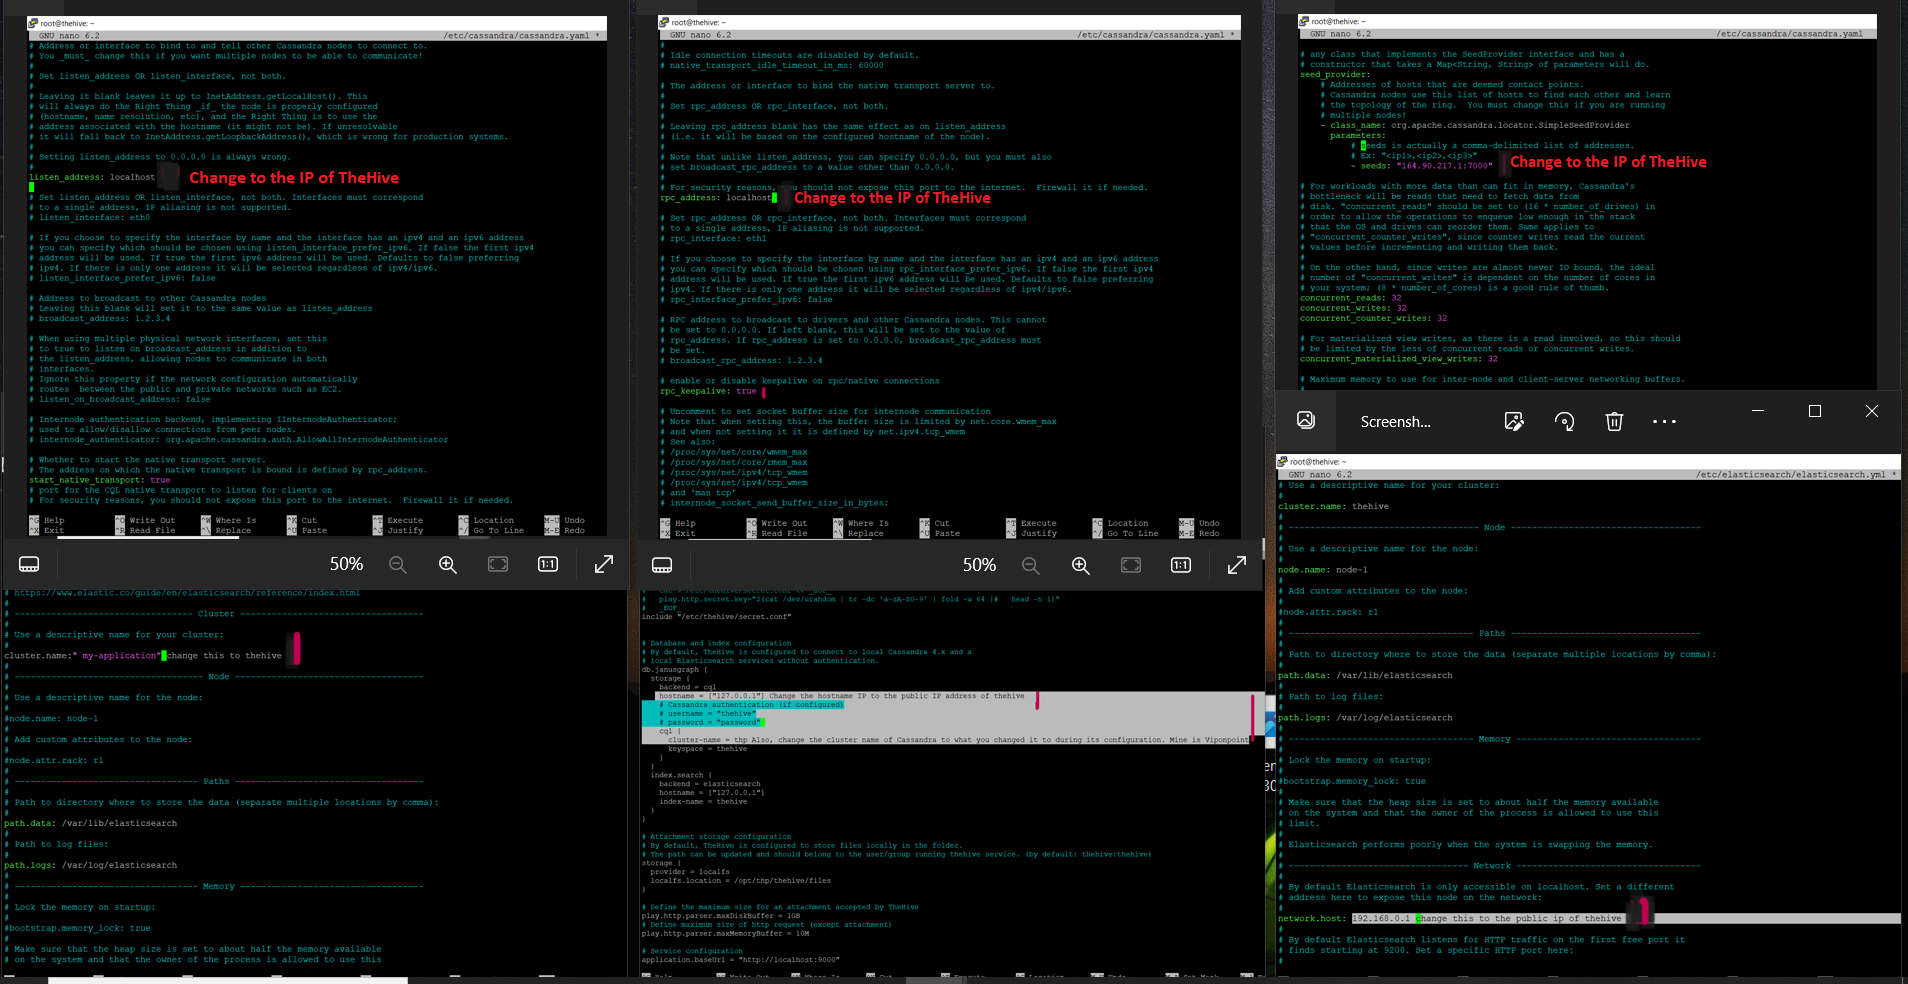 root@thehive: ~
GNU nano 6.2 /etc/cassandra/cassandra.yaml *
# Address or interface to bind to and tell other Cassandra nodes to connect to.
# You _must_ change this if you want multiple nodes to be able to communicate!
#
# Set listen_address OR listen_interface, not both.
#
# Leaving it blank leaves it up to InetAddress.getLocalHost(). This
# will always do the Right Thing _if_ the node is properly configured
# (hostname, name resolution, etc), and the Right Thing is to use the
# address associated with the hostname (it might not be). If unresolvable
# it will fall back to InetAddress.getLoopbackAddress(), which is wrong for production systems.
#
# Setting listen_address to 0.0.0.0 is always wrong.
#
listen_address: localhost Change to the IP of TheHive
# Set listen_address OR listen_interface, not both. Interfaces must correspond
# to a single address, IP aliasing is not supported.
# listen_interface: eth0
# If you choose to specify the interface by name and the interface has an ipv4 and an ipv6 address
# you can specify which should be chosen using listen_interface_prefer_ipv6. If false the first ipv4
# address will be used. If true the first ipv6 address will be used. Defaults to false preferring
# ipv4. If there is only one address it will be selected regardless of ipv4/ipv6.
# listen_interface_prefer_ipv6: false
# Address to broadcast to other Cassandra nodes
# Leaving this blank will set it to the same value as listen_address
# broadcast_address: 1.2.3.4
# When using multiple physical network interfaces, set this
# to true to listen on broadcast_address in addition to
# the listen_address, allowing nodes to communicate in both
# interfaces.
# Ignore this property if the network configuration automatically
# routes  between the public and private networks such as EC2.
# listen_on_broadcast_address: false
# Internode authentication backend, implementing IInternodeAuthenticator;
# used to allow/disallow connections from peer nodes.
# internode_authenticator: org.apache.cassandra.auth.AllowAllInternodeAuthenticator
# Whether to start the native transport server.
# The address on which the native transport is bound is defined by rpc_address.
start_native_transport: true
# port for the CQL native transport to listen for clients on
# For security reasons, you should not expose this port to the internet.  Firewall it if needed.
^G Help ^O Write Out ^W Where Is ^K Cut ^T Execute ^C Location M-U Undo
^X Exit ^R Read File ^\ Replace ^U Paste ^J Justify ^/ Go To Line M-E Redo
50% 1:1
root@thehive: ~
GNU nano 6.2 /etc/cassandra/cassandra.yaml *
#
# Idle connection timeouts are disabled by default.
# native_transport_idle_timeout_in_ms: 60000
# The address or interface to bind the native transport server to.
#
# Set rpc_address OR rpc_interface, not both.
#
# Leaving rpc_address blank has the same effect as on listen_address
# (i.e. it will be based on the configured hostname of the node).
#
# Note that unlike listen_address, you can specify 0.0.0.0, but you must also
# set broadcast_rpc_address to a value other than 0.0.0.0.
#
# For security reasons, you should not expose this port to the internet.  Firewall it if needed.
rpc_address: localhost Change to the IP of TheHive
# Set rpc_address OR rpc_interface, not both. Interfaces must correspond
# to a single address, IP aliasing is not supported.
# rpc_interface: eth1
# If you choose to specify the interface by name and the interface has an ipv4 and an ipv6 address
# you can specify which should be chosen using rpc_interface_prefer_ipv6. If false the first ipv4
# address will be used. If true the first ipv6 address will be used. Defaults to false preferring
# ipv4. If there is only one address it will be selected regardless of ipv4/ipv6.
# rpc_interface_prefer_ipv6: false
# RPC address to broadcast to drivers and other Cassandra nodes. This cannot
# be set to 0.0.0.0. If left blank, this will be set to the value of
# rpc_address. If rpc_address is set to 0.0.0.0, broadcast_rpc_address must
# be set.
# broadcast_rpc_address: 1.2.3.4
# enable or disable keepalive on rpc/native connections
rpc_keepalive: true
# Uncomment to set socket buffer size for internode communication
# Note that when setting this, the buffer size is limited by net.core.wmem_max
# and when not setting it it is defined by net.ipv4.tcp_wmem
# See also:
# /proc/sys/net/core/wmem_max
# /proc/sys/net/core/rmem_max
# /proc/sys/net/ipv4/tcp_wmem
# /proc/sys/net/ipv4/tcp_wmem
# and 'man tcp'
# internode_socket_send_buffer_size_in_bytes:
^G Help ^O Write Out ^W Where Is ^K Cut ^T Execute ^C Location M-U Undo
^X Exit ^R Read File ^\ Replace ^U Paste ^J Justify ^/ Go To Line M-E Redo
50% 1:1
root@thehive: ~
GNU nano 6.2 /etc/cassandra/cassandra.yaml
# any class that implements the SeedProvider interface and has a
# constructor that takes a Map<String, String> of parameters will do.
seed_provider:
# Addresses of hosts that are deemed contact points.
# Cassandra nodes use this list of hosts to find each other and learn
# the topology of the ring.  You must change this if you are running
# multiple nodes!
- class_name: org.apache.cassandra.locator.SimpleSeedProvider
parameters:
# seeds is actually a comma-delimited list of addresses.
# Ex: "<ip1>,<ip2>,<ip3>"
- seeds: "164.90.217.1:7000" Change to the IP of TheHive
# For workloads with more data than can fit in memory, Cassandra's
# bottleneck will be reads that need to fetch data from
# disk. "concurrent_reads" should be set to (16 * number_of_drives) in
# order to allow the operations to enqueue low enough in the stack
# that the OS and drives can reorder them. Same applies to
# "concurrent_counter_writes", since counter writes read the current
# values before incrementing and writing them back.
#
# On the other hand, since writes are almost never IO bound, the ideal
# number of "concurrent_writes" is dependent on the number of cores in
# your system; (8 * number_of_cores) is a good rule of thumb.
concurrent_reads: 32
concurrent_writes: 32
concurrent_counter_writes: 32
# For materialized view writes, as there is a read involved, so this should
# be limited by the less of concurrent reads or concurrent writes.
concurrent_materialized_view_writes: 32
# Maximum memory to use for inter-node and client-server networking buffers.
# https://www.elastic.co/guide/en/elasticsearch/reference/index.html
#
# ---------------------------------- Cluster -----------------------------------
#
# Use a descriptive name for your cluster:
#
cluster.name:" my-application" change this to thehive
#
# ------------------------------------ Node ------------------------------------
#
# Use a descriptive name for the node:
#
#node.name: node-1
#
# Add custom attributes to the node:
#
#node.attr.rack: r1
#
# ----------------------------------- Paths ------------------------------------
#
# Path to directory where to store the data (separate multiple locations by comma):
#
path.data: /var/lib/elasticsearch
#
# Path to log files:
#
path.logs: /var/log/elasticsearch
#
# ----------------------------------- Memory -----------------------------------
#
# Lock the memory on startup:
#
#bootstrap.memory_lock: true
#
# Make sure that the heap size is set to about half the memory available
# on the system and that the owner of the process is allowed to use this
# play.http.secret.key="$(cat /dev/urandom | tr -dc 'a-zA-Z0-9' | fold -w 64 |# head -n 1)"
# _EOF_
include "/etc/thehive/secret.conf"
# Database and index configuration
# By default, TheHive is configured to connect to local Cassandra 4.x and a
# local Elasticsearch services without authentication.
db.janusgraph {
storage {
backend = cql
hostname = ["127.0.0.1"] Change the hostname IP to the public IP address of thehive
# Cassandra authentication (if configured)
# username = "thehive"
# password = "password"
cql {
cluster-name = thp Also, change the cluster name of Cassandra to what you changed it to during its configuration. Mine is Viponpoint
keyspace = thehive
}
}
index.search {
backend = elasticsearch
hostname = ["127.0.0.1"]
index-name = thehive
}
}
# Attachment storage configuration
# By default, TheHive is configured to store files locally in the folder.
# The path can be updated and should belong to the user/group running thehive service. (by default: thehive:thehive)
storage {
provider = localfs
localfs.location = /opt/thp/thehive/files
}
# Define the maximum size for an attachment accepted by TheHive
play.http.parser.maxDiskBuffer = 1GB
# Define maximum size of http request (except attachment)
play.http.parser.maxMemoryBuffer = 10M
# Service configuration
application.baseUrl = "http://localhost:9000"
Screensh...
root@thehive: ~
GNU nano 6.2 /etc/elasticsearch/elasticsearch.yml *
# Use a descriptive name for your cluster:
#
cluster.name: thehive
#
# ------------------------------------ Node ------------------------------------
#
# Use a descriptive name for the node:
#
node.name: node-1
#
# Add custom attributes to the node:
#
#node.attr.rack: r1
#
# ----------------------------------- Paths ------------------------------------
#
# Path to directory where to store the data (separate multiple locations by comma):
#
path.data: /var/lib/elasticsearch
#
# Path to log files:
#
path.logs: /var/log/elasticsearch
#
# ----------------------------------- Memory -----------------------------------
#
# Lock the memory on startup:
#
#bootstrap.memory_lock: true
#
# Make sure that the heap size is set to about half the memory available
# on the system and that the owner of the process is allowed to use this
# limit.
#
# Elasticsearch performs poorly when the system is swapping the memory.
#
# ---------------------------------- Network -----------------------------------
#
# By default Elasticsearch is only accessible on localhost. Set a different
# address here to expose this node on the network:
#
network.host: 192.168.0.1 change this to the public ip of thehive
#
# By default Elasticsearch listens for HTTP traffic on the first free port it
# finds starting at 9200. Set a specific HTTP port here:
#